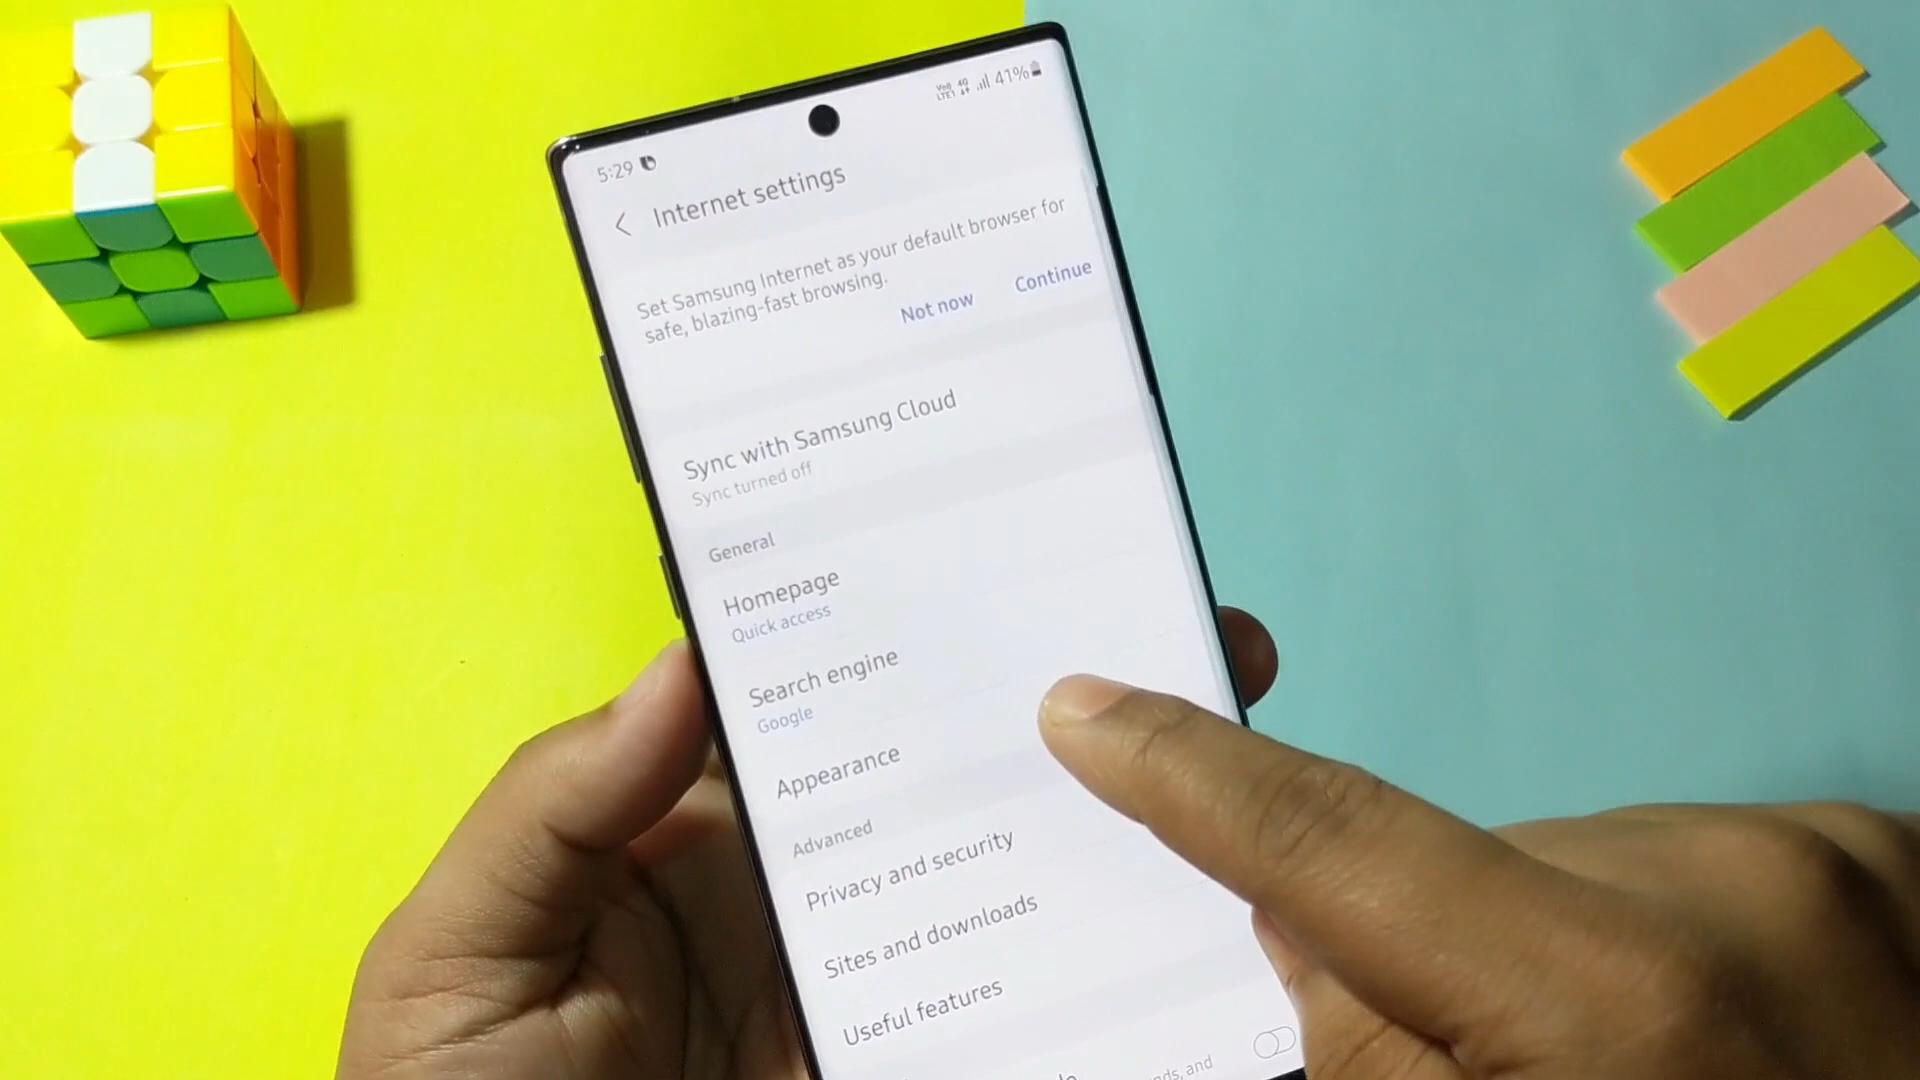 5:29
41%
Internet settings
Set Samsung Internet as your default browser for
safe, blazing-fast browsing.
Not now
Continue
Sync with Samsung Cloud
Sync turned off
General
Homepage
Quick access
Search engine
Google
Appearance
Advanced
Privacy and security
Sites and downloads
Useful features
and